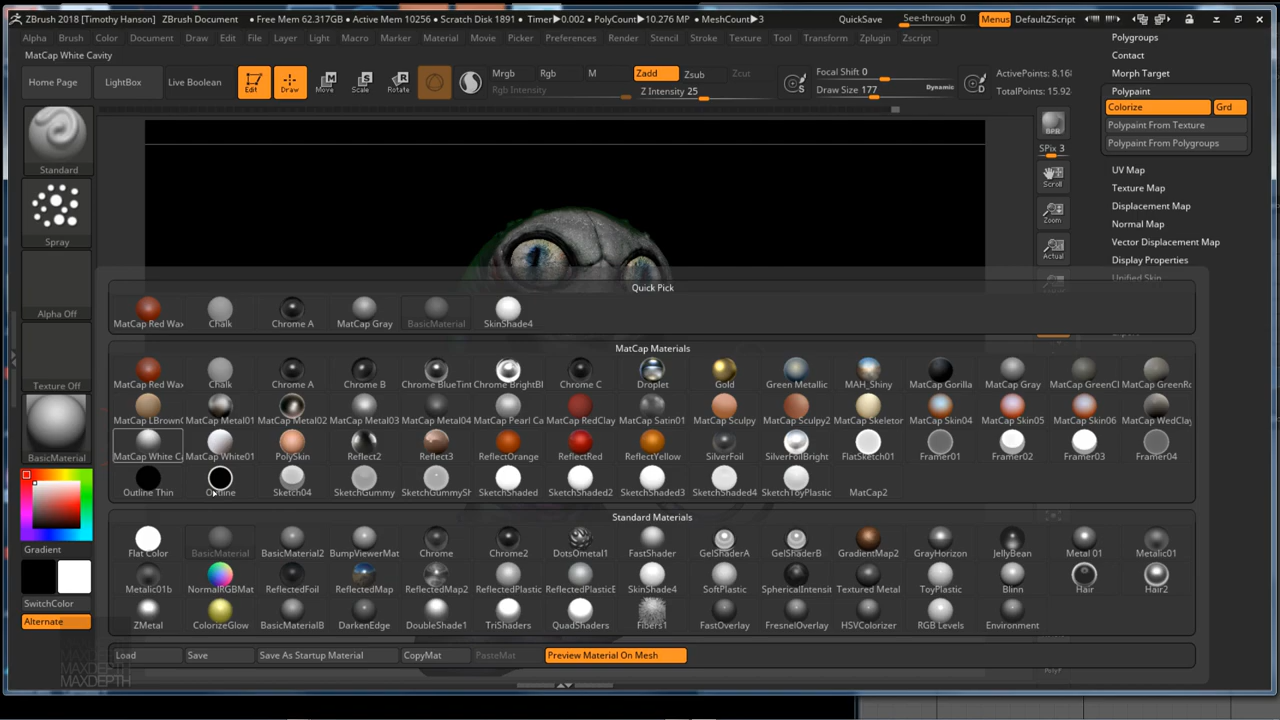 ZBrush 2018 [Timothy Hanson] ZBrush Document • Free Mem 62.317GB • Active Mem 10256 • Scratch Disk 1891 • Timer▶0.002 • PolyCount▶10.276 MP • MeshCount▶3 QuickSave See-through 0 Menus DefaultZScript
Alpha Brush Color Document Draw Edit File Layer Light Macro Marker Material Movie Picker Preferences Render Stencil Stroke Texture Tool Transform Zplugin Zscript
MatCap White Cavity
Home Page LightBox Live Boolean Edit Draw Move Scale Rotate
Mrgb Rgb M Zadd Zsub Zcut
Rgb Intensity Z Intensity 25
Focal Shift 0
Draw Size 177 Dynamic
ActivePoints: 8.16
TotalPoints: 15.92
S D
Standard
Spray
Alpha Off
Texture Off
BasicMaterial
Gradient
SwitchColor
Alternate
BPR
SPix 3
Scroll
Zoom
Actual
Polygroups
Contact
Morph Target
Polypaint
Colorize Grd
Polypaint From Texture
Polypaint From Polygroups
UV Map
Texture Map
Displacement Map
Normal Map
Vector Displacement Map
Display Properties
Unified Skin
Quick Pick
MatCap Red Wax Chalk Chrome A MatCap Gray BasicMaterial SkinShade4
MatCap Materials
MatCap Red Wax Chalk Chrome A Chrome B Chrome BlueTint Chrome BrightBl Chrome C Droplet Gold Green Metallic MAH_Shiny MatCap Gorilla MatCap Gray MatCap GreenCl MatCap GreenRo
MatCap LBrown0 MatCap Metal01 MatCap Metal02 MatCap Metal03 MatCap Metal04 MatCap Pearl Ca MatCap RedClay MatCap Satin01 MatCap Sculpy MatCap Sculpy2 MatCap Skeletor MatCap Skin04 MatCap Skin05 MatCap Skin06 MatCap WedClay
MatCap White C MatCap White01 PolySkin Reflect2 Reflect3 ReflectOrange ReflectRed ReflectYellow SilverFoil SilverFoilBright FlatSketch01 Framer01 Framer02 Framer03 Framer04
Outline Thin Outline Sketch04 SketchGummy SketchGummySh SketchShaded SketchShaded2 SketchShaded3 SketchShaded4 SketchToyPlastic MatCap2
Standard Materials
Flat Color BasicMaterial BasicMaterial2 BumpViewerMat Chrome Chrome2 DotsOmetal1 FastShader GelShaderA GelShaderB GradientMap2 GrayHorizon JellyBean Metal 01 Metalic01
Metalic01b NormalRGBMat ReflectedFoil ReflectedMap ReflectedMap2 ReflectedPlastic ReflectedPlasticB SkinShade4 SoftPlastic SphericalIntensit Textured Metal ToyPlastic Blinn Hair Hair2
ZMetal ColorizeGlow BasicMaterialB DarkenEdge DoubleShade1 TriShaders QuadShaders Fibers1 FastOverlay FresnelOverlay HSVColorizer RGB Levels Environment
Load Save Save As Startup Material CopyMat PasteMat Preview Material On Mesh
MAXDEPTH
MAXDEPTH